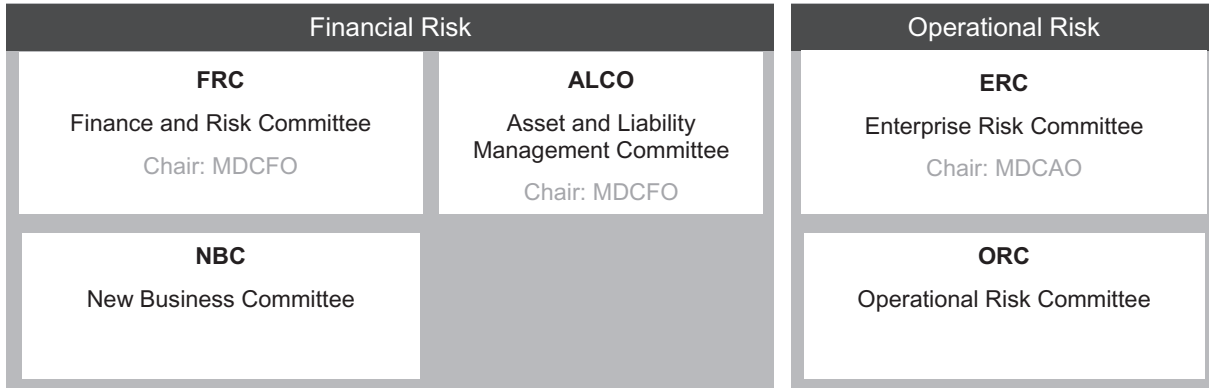 Financial Risk
FRC
Finance and Risk Committee
Chair: MDCFO
ALCO
Asset and Liability
Management Committee
Chair: MDCFO
NBC
New Business Committee
Operational Risk
ERC
Enterprise Risk Committee
Chair: MDCAO
ORC
Operational Risk Committee